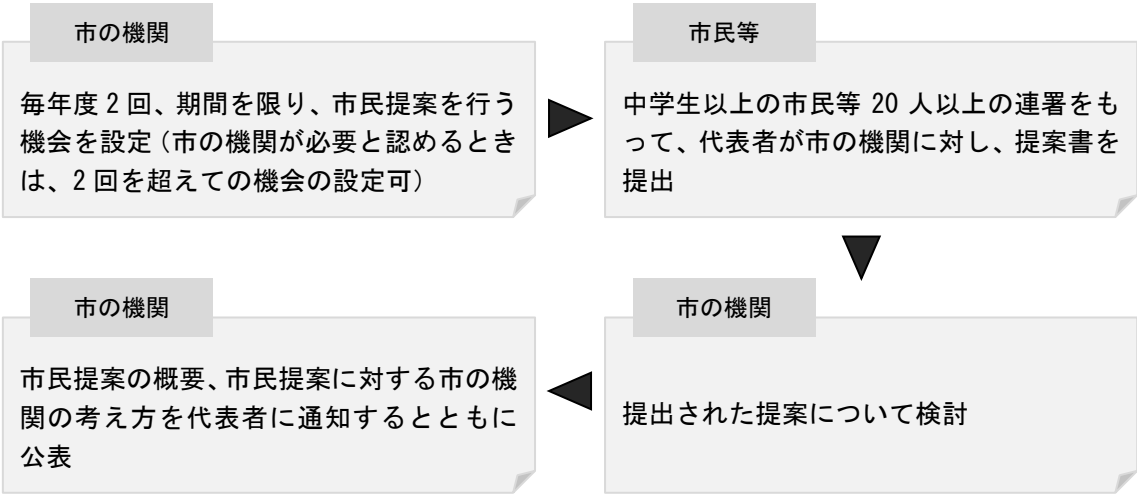 市の機関
毎年度 2 回、期間を限り、市民提案を行う
機会を設定（市の機関が必要と認めるとき
は、2 回を超えての機会の設定可）
市民等
中学生以上の市民等 20 人以上の連署をも
って、代表者が市の機関に対し、提案書を
提出
市の機関
提出された提案について検討
市の機関
市民提案の概要、市民提案に対する市の機
関の考え方を代表者に通知するとともに
公表